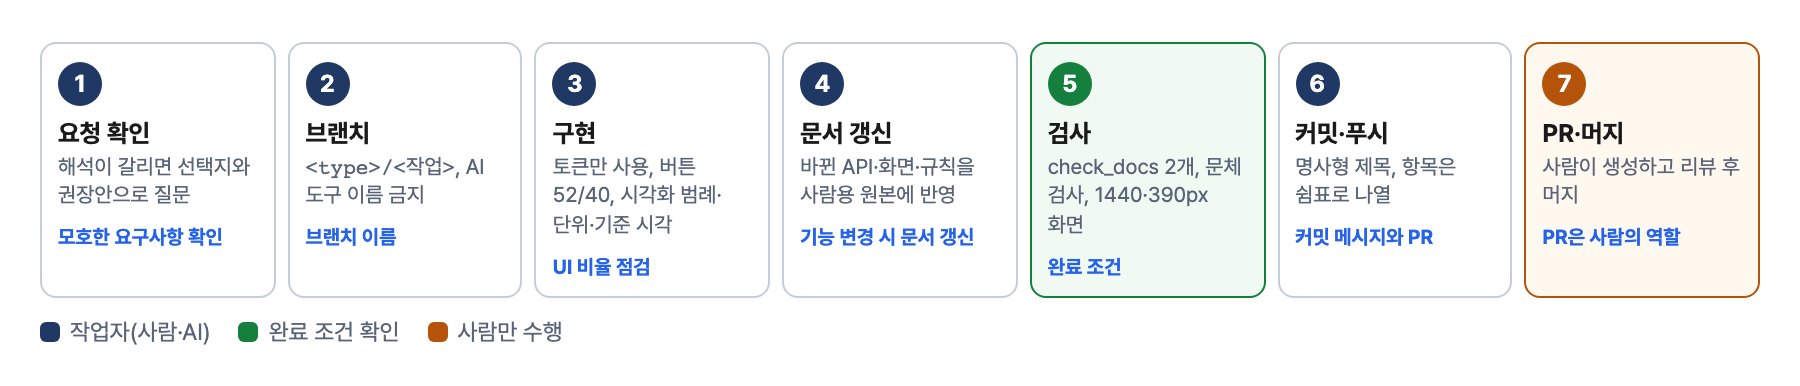 1
요청 확인
해석이 갈리면 선택지와
권장안으로 질문
모호한 요구사항 확인
2
브랜치
<type>/<작업>, AI
도구 이름 금지
브랜치 이름
3
구현
토큰만 사용, 버튼
52/40, 시각화 범례·
단위·기준 시각
UI 비율 점검
4
문서 갱신
바뀐 API·화면·규칙을
사람용 원본에 반영
기능 변경 시 문서 갱신
5
검사
check_docs 2개, 문체
검사, 1440·390px
화면
완료 조건
6
커밋·푸시
명사형 제목, 항목은
쉼표로 나열
커밋 메시지와 PR
7
PR·머지
사람이 생성하고 리뷰 후
머지
PR은 사람의 역할
작업자(사람·AI)
완료 조건 확인
사람만 수행